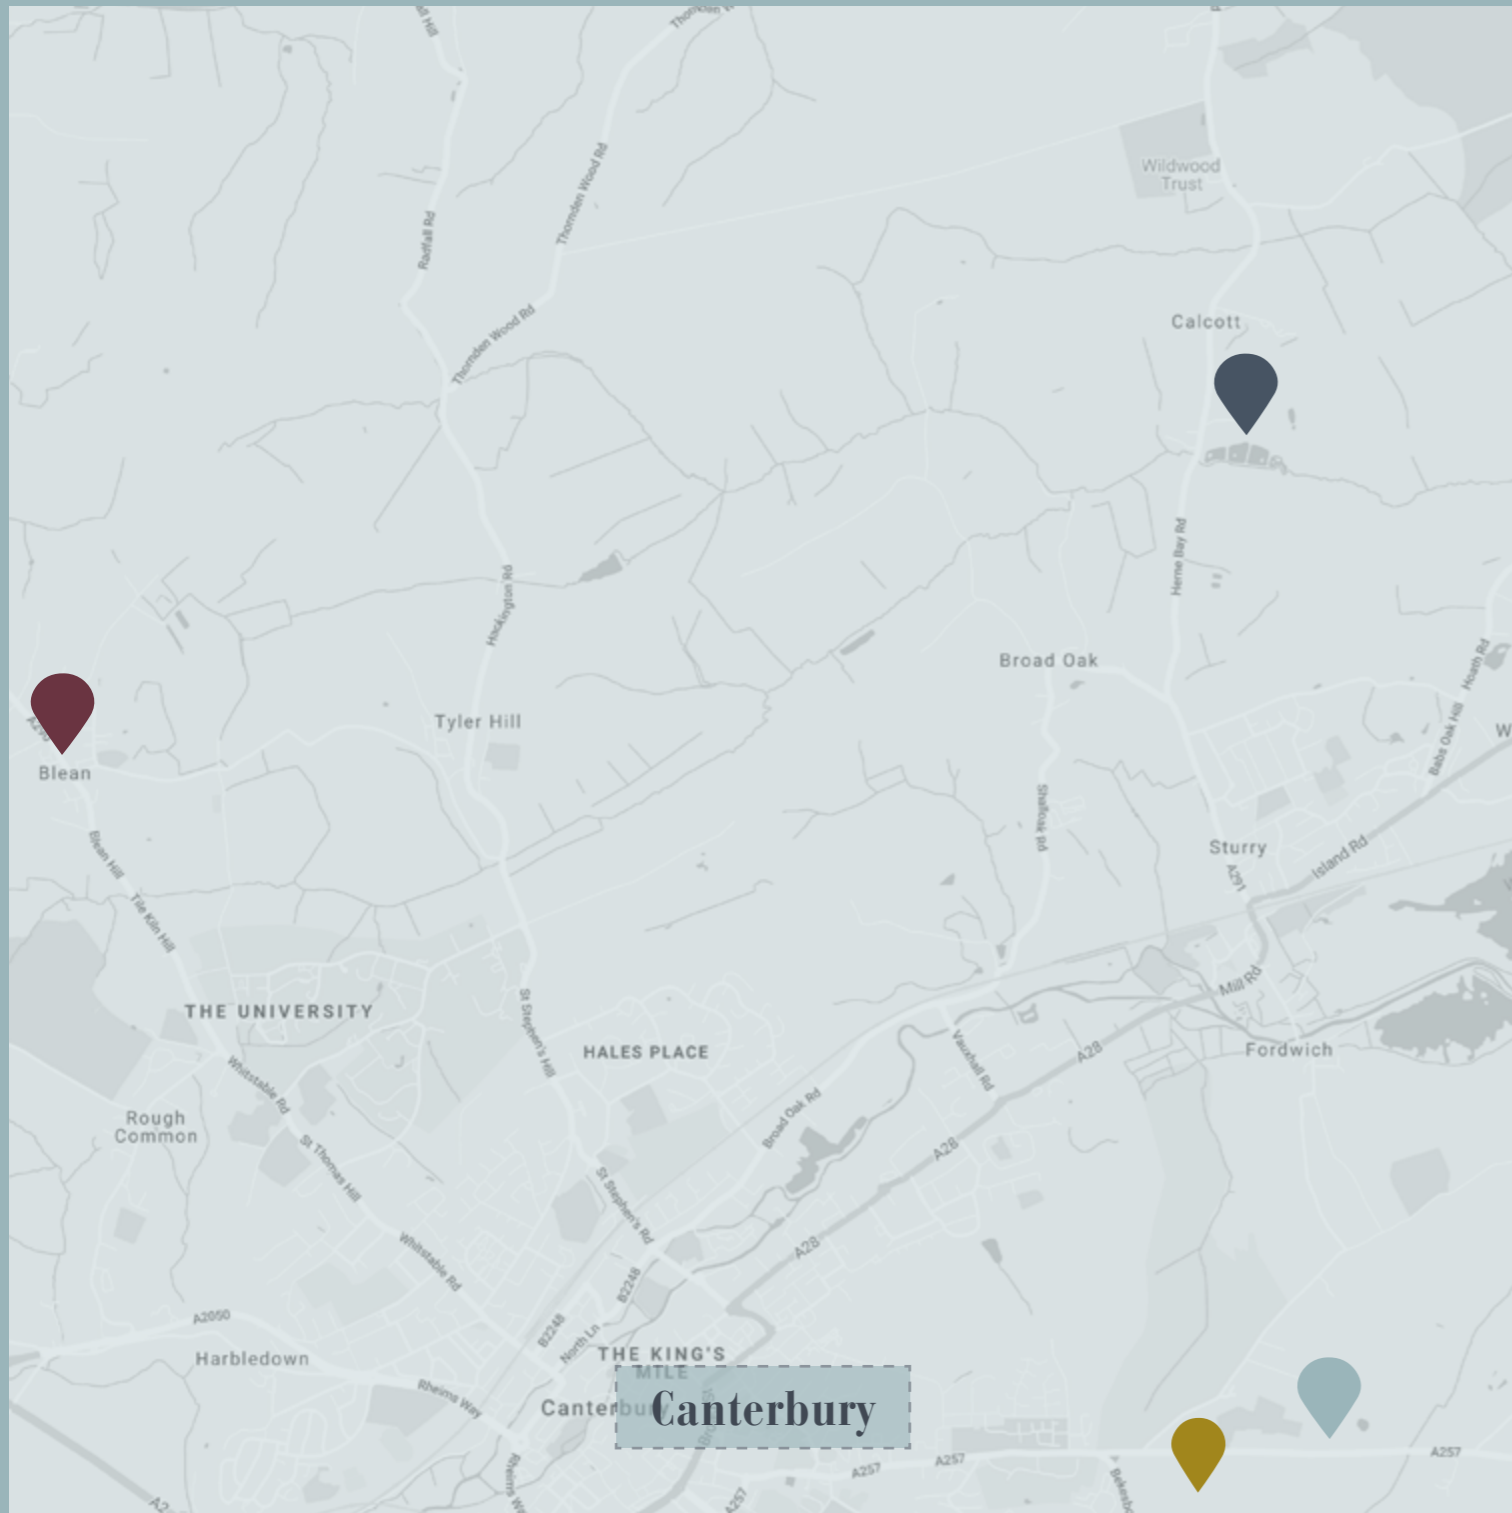 Thornden Wood Rd
Wildwood
Trust
Radfall Rd
Thornden Wood Rd
Calcott
Herne Bay Rd
Hackington Rd
Broad Oak
Hoath Rd
A290
Tyler Hill
Babs Oak Hill
Blean
Shalloak Rd
Blean Hill
Sturry
Island Rd
A291
Tile Kiln Hill
Mill Rd
THE UNIVERSITY
St Stephen's Hill
HALES PLACE
Vauxhall Rd
A28
Fordwich
Whitstable Rd
Rough
Common
Broad Oak Rd
A28
St Thomas Hill
St Stephen's Rd
A28
Whitstable Rd
B2248
A2050
B2248
North Ln
Harbledown
THE KING'S
MILE
Rheims Way
Canterbury
Canterbury
A257
A257
A257
A257